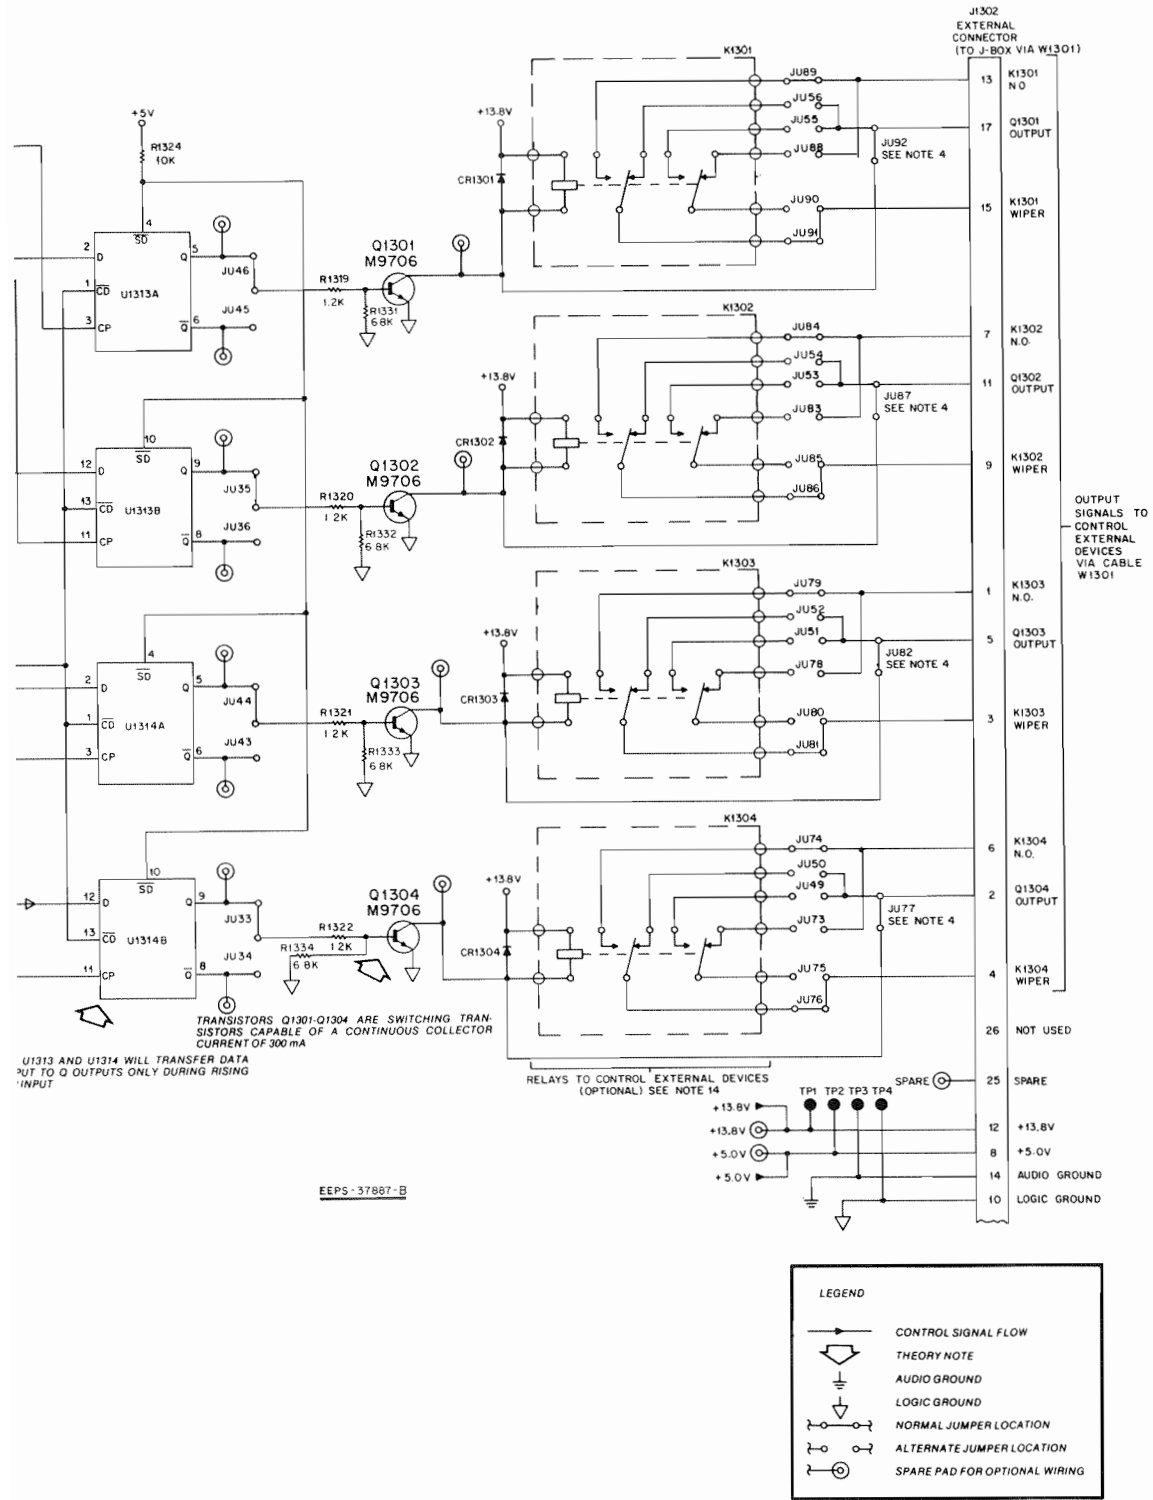 J1302
EXTERNAL
CONNECTOR
(TO J-BOX VIA W1301)
K1301
JU89
13
K1301
N O
JU56
+13.8V
JU55
17
Q1301
OUTPUT
JU92
SEE NOTE 4
JU88
+5V
R1324
10K
CR1301
JU90
15
K1301
WIPER
JU91
4
SD
2
D
Q
5
JU46
1
CD
U1313A
JU45
3
CP
Q
6
Q1301
M9706
R1319
1.2K
R1331
6.8K
K1302
JU84
7
K1302
N.O.
JU54
+13.8V
JU53
11
Q1302
OUTPUT
JU87
SEE NOTE 4
JU83
CR1302
JU85
9
K1302
WIPER
JU86
10
SD
12
D
Q
9
JU35
13
CD
U1313B
JU36
11
CP
Q
8
Q1302
M9706
R1320
1 2K
R1332
6 8K
OUTPUT
SIGNALS TO
CONTROL
EXTERNAL
DEVICES
VIA CABLE
W1301
K1303
JU79
1
K1303
N.O.
JU52
+13.8V
JU51
5
Q1303
OUTPUT
JU82
SEE NOTE 4
JU78
CR1303
JU80
3
K1303
WIPER
JU81
4
SD
2
D
Q
5
JU44
1
CD
U1314A
JU43
3
CP
Q
6
Q1303
M9706
R1321
1 2K
R1333
6 8K
K1304
JU74
6
K1304
N.O.
JU50
+13.8V
JU49
2
Q1304
OUTPUT
JU77
SEE NOTE 4
JU73
CR1304
JU75
4
K1304
WIPER
JU76
10
SD
12
D
Q
9
JU33
13
CD
U1314B
JU34
11
CP
Q
8
Q1304
M9706
R1322
1 2K
R1334
6 8K
TRANSISTORS Q1301-Q1304 ARE SWITCHING TRAN-
SISTORS CAPABLE OF A CONTINUOUS COLLECTOR
CURRENT OF 300 mA
U1313 AND U1314 WILL TRANSFER DATA
PUT TO Q OUTPUTS ONLY DURING RISING
INPUT
26 NOT USED
RELAYS TO CONTROL EXTERNAL DEVICES
(OPTIONAL) SEE NOTE 14
SPARE
25 SPARE
TP1 TP2 TP3 TP4
+13.8V
+13.8V
12 +13.8V
+5.0V
8 +5.0V
+5.0V
14 AUDIO GROUND
10 LOGIC GROUND
EEPS-37887-B
LEGEND
CONTROL SIGNAL FLOW
THEORY NOTE
AUDIO GROUND
LOGIC GROUND
NORMAL JUMPER LOCATION
ALTERNATE JUMPER LOCATION
SPARE PAD FOR OPTIONAL WIRING